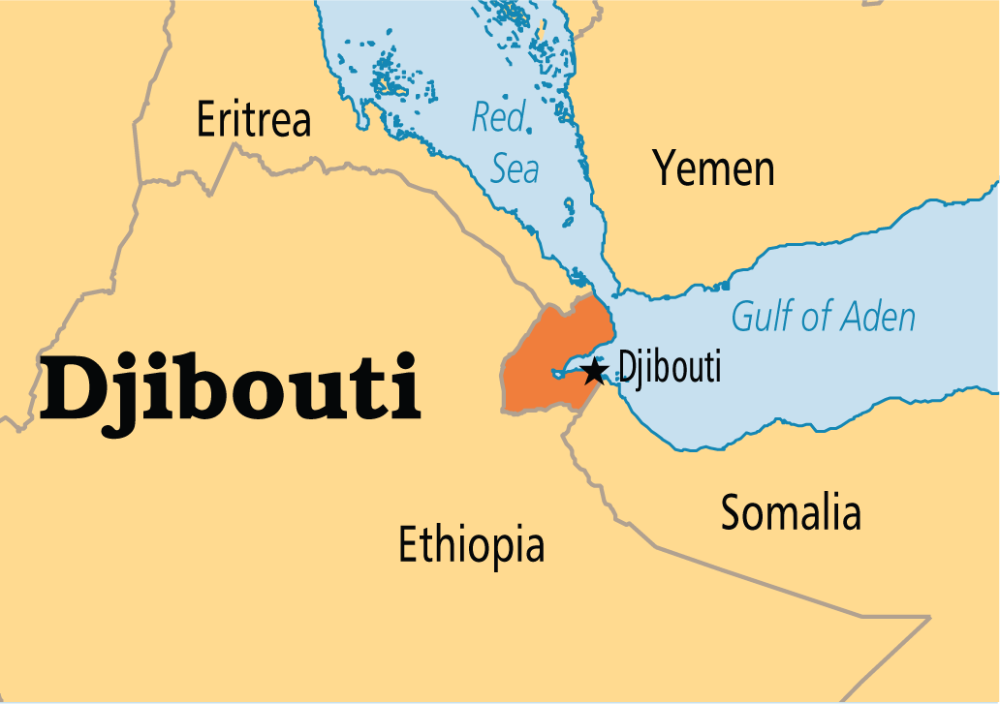 Eritrea
Red
Sea
Yemen
Gulf of Aden
Djibouti
Djibouti
Ethiopia
Somalia